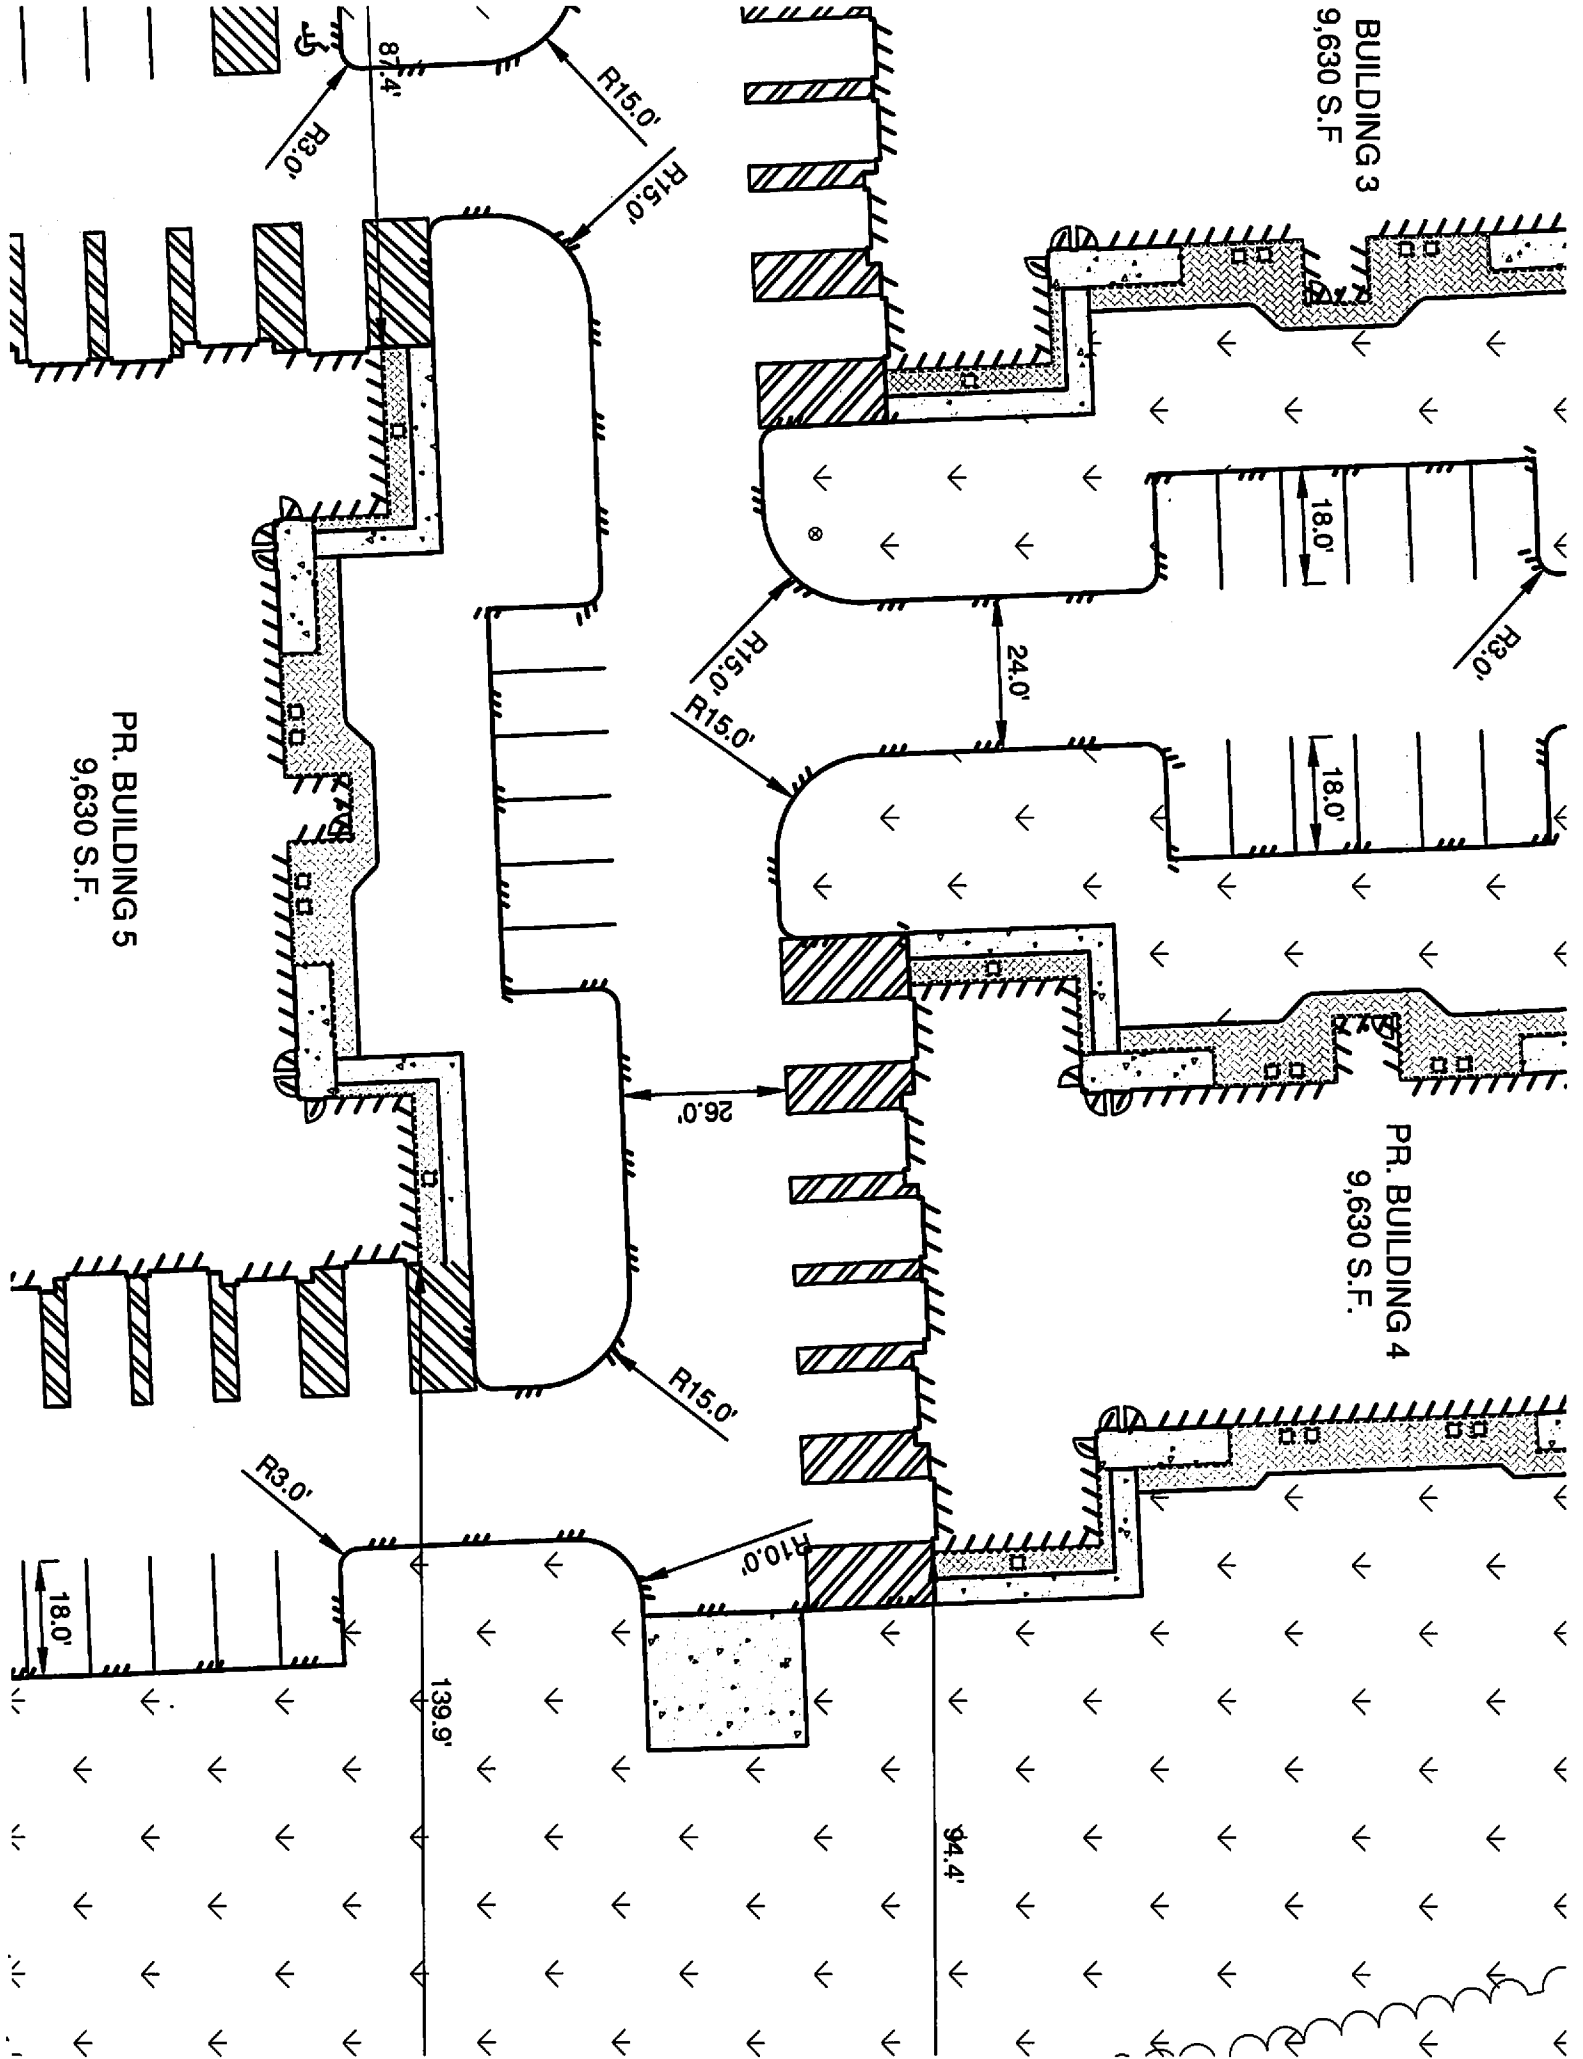 BUILDING 3
9,630 S.F
87.4'
R15.0'
R3.0'
R15.0'
18.0'
R3.0'
R15.0'
24.0'
R15.0'
18.0'
PR. BUILDING 5
9,630 S.F.
26.0'
PR. BUILDING 4
9,630 S.F.
R15.0'
R3.0'
R10.0'
18.0'
139.9'
94.4'